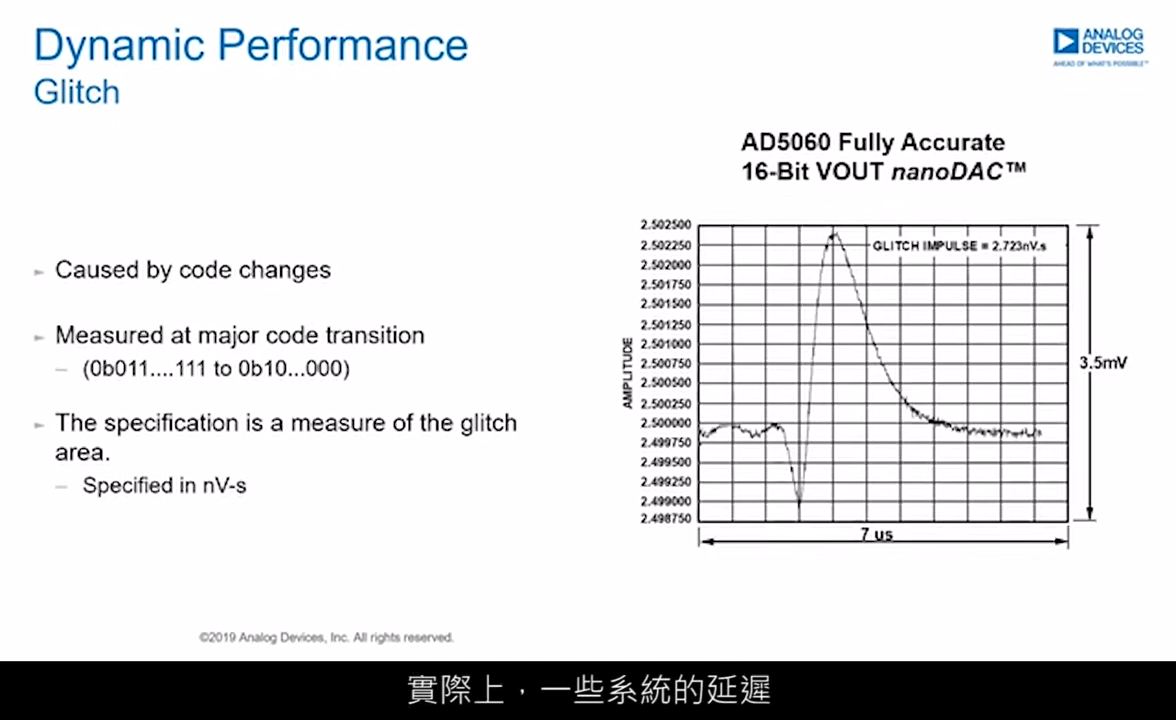 Dynamic Performance
Glitch
ANALOG
DEVICES
AHEAD OF WHAT'S POSSIBLE™
Caused by code changes
Measured at major code transition
(0b011....111 to 0b10...000)
The specification is a measure of the glitch
area.
Specified in nV-s
AD5060 Fully Accurate
16-Bit VOUT nanoDAC™
GLITCH IMPULSE = 2.723nV.s
AMPLITUDE
2.502500
2.502250
2.502000
2.501750
2.501500
2.501250
2.501000
2.500750
2.500500
2.500250
2.500000
2.499750
2.499500
2.499250
2.499000
2.498750
3.5mV
7 us
©2019 Analog Devices, Inc. All rights reserved.
實際上，一些系統的延遲